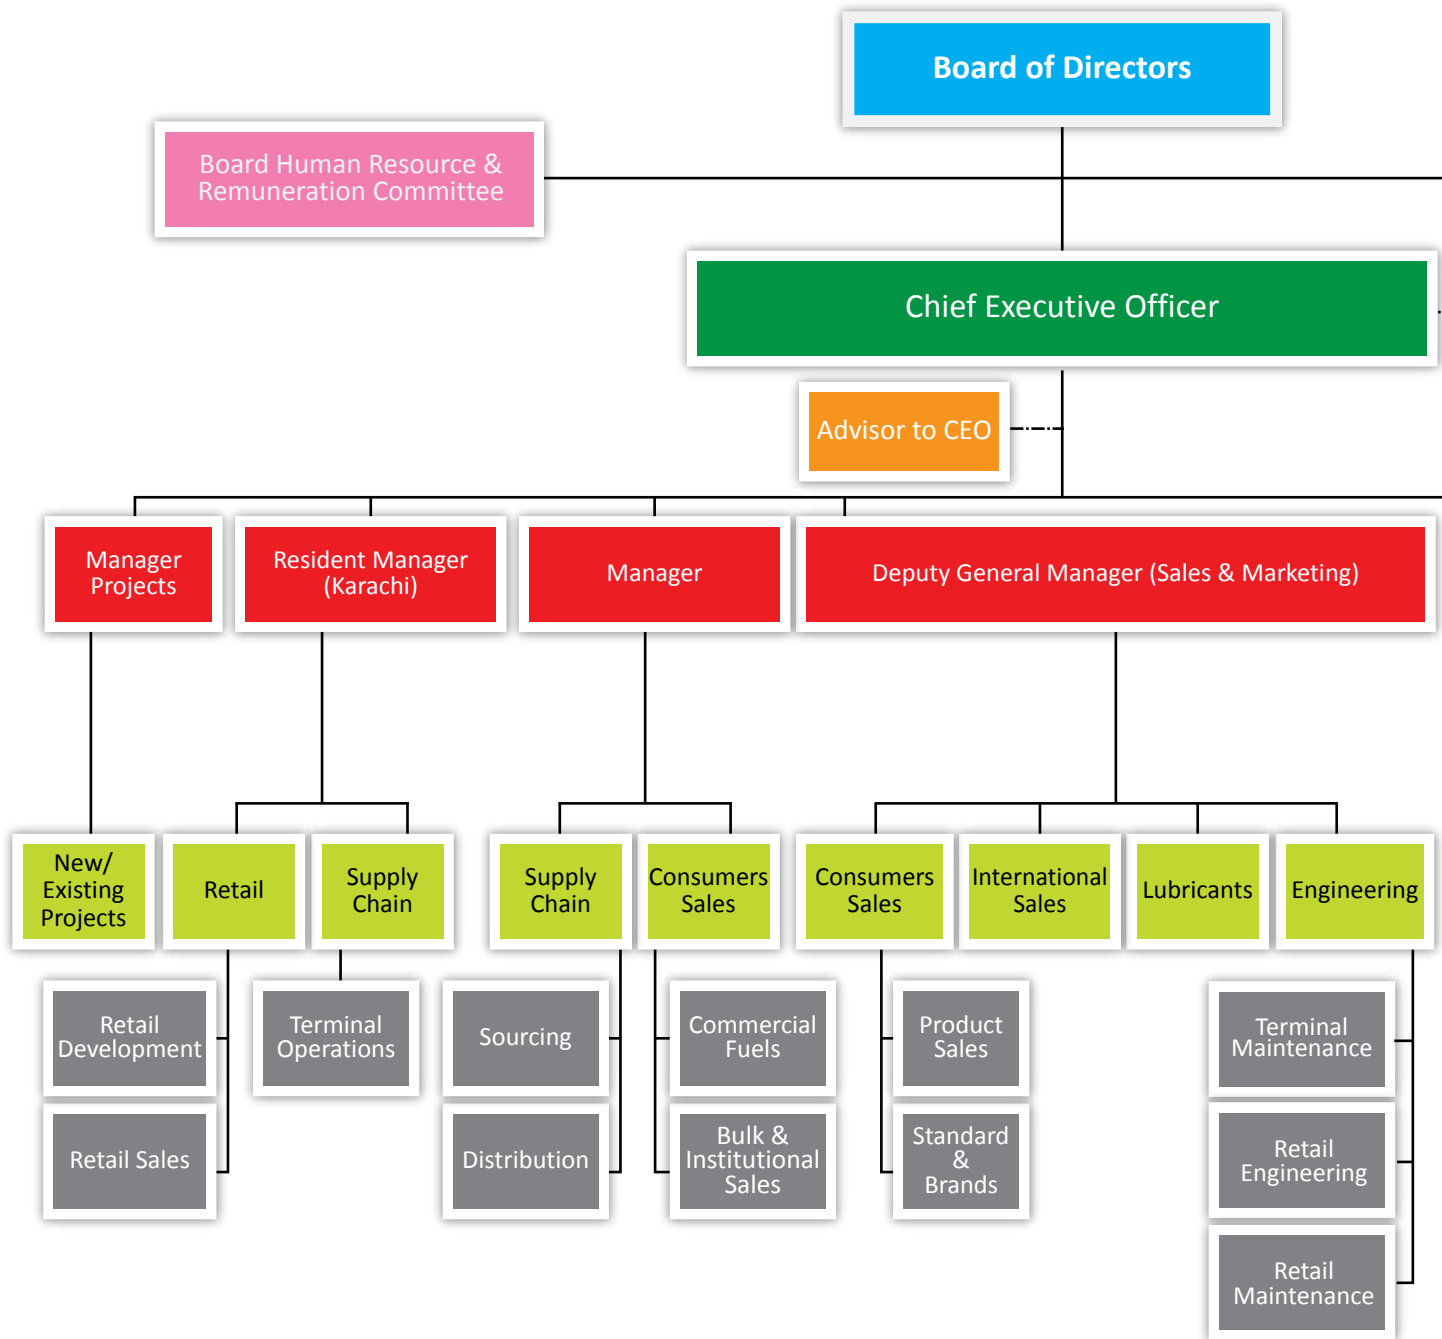 Board of Directors
Board Human Resource &
Remuneration Committee
Chief Executive Officer
Advisor to CEO
Manager
Projects
Resident Manager
(Karachi)
Manager
Deputy General Manager (Sales & Marketing)
New/
Existing
Projects
Retail
Supply
Chain
Supply
Chain
Consumers
Sales
Consumers
Sales
International
Sales
Lubricants
Engineering
Retail
Development
Terminal
Operations
Sourcing
Commercial
Fuels
Product
Sales
Terminal
Maintenance
Retail Sales
Distribution
Bulk &
Institutional
Sales
Standard
&
Brands
Retail
Engineering
Retail
Maintenance